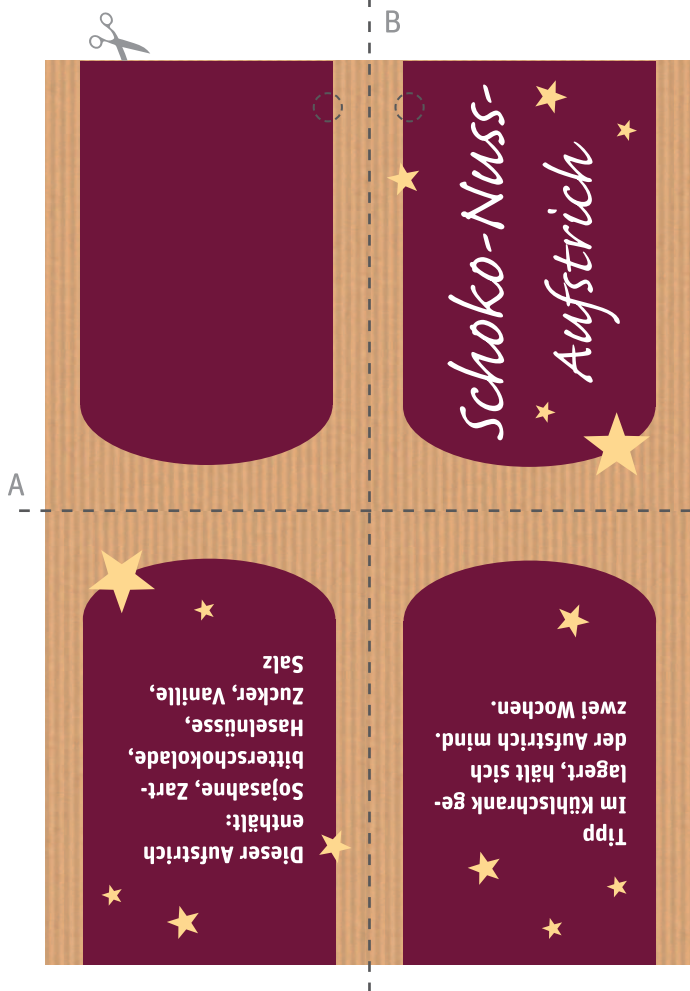 B
Schoko-Nuss-
Aufstrich
A
Dieser Aufstrich
enthält:
Sojasahne, Zart-
bitterschokolade,
Haselnüsse,
Zucker, Vanille,
Salz
Tipp
Im Kühlschrank ge-
lagert, hält sich
der Aufstrich mind.
zwei Wochen.